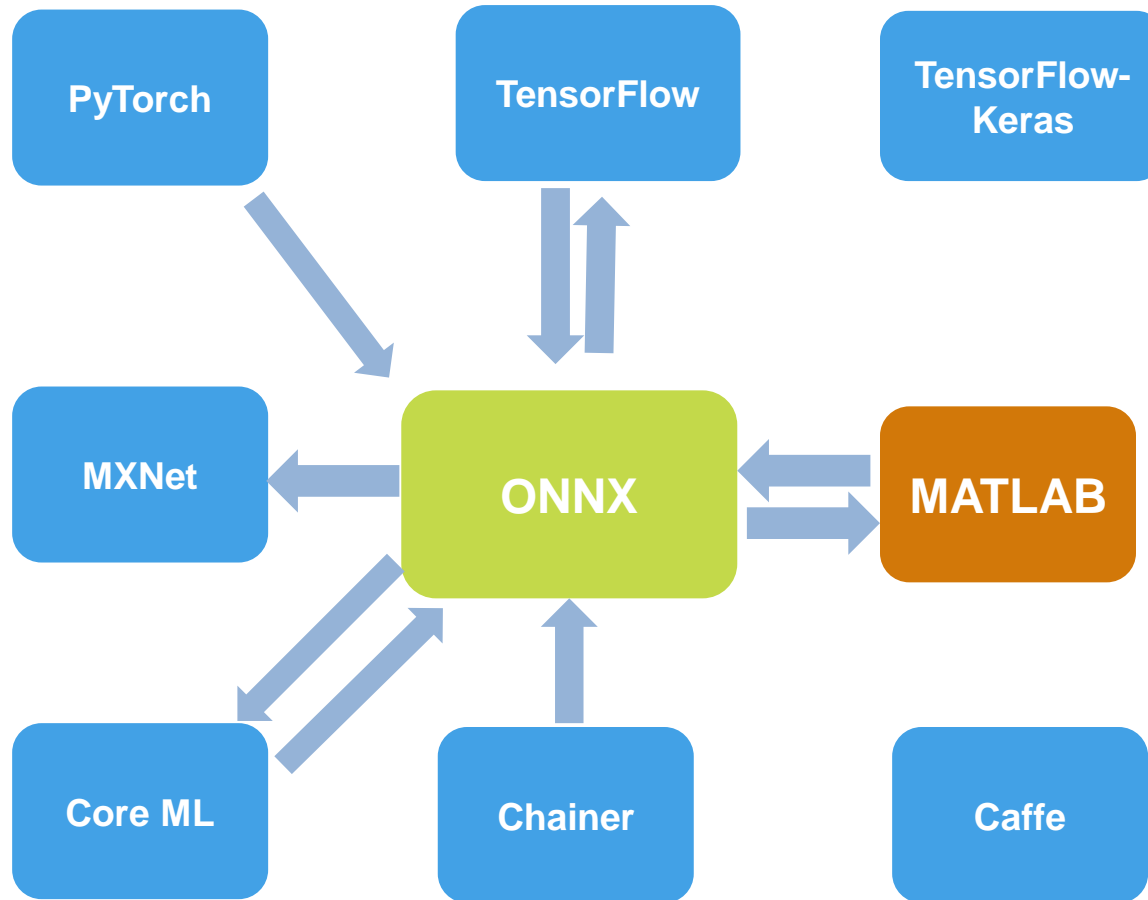 PyTorch
TensorFlow
TensorFlow-
Keras
MXNet
ONNX
MATLAB
Core ML
Chainer
Caffe